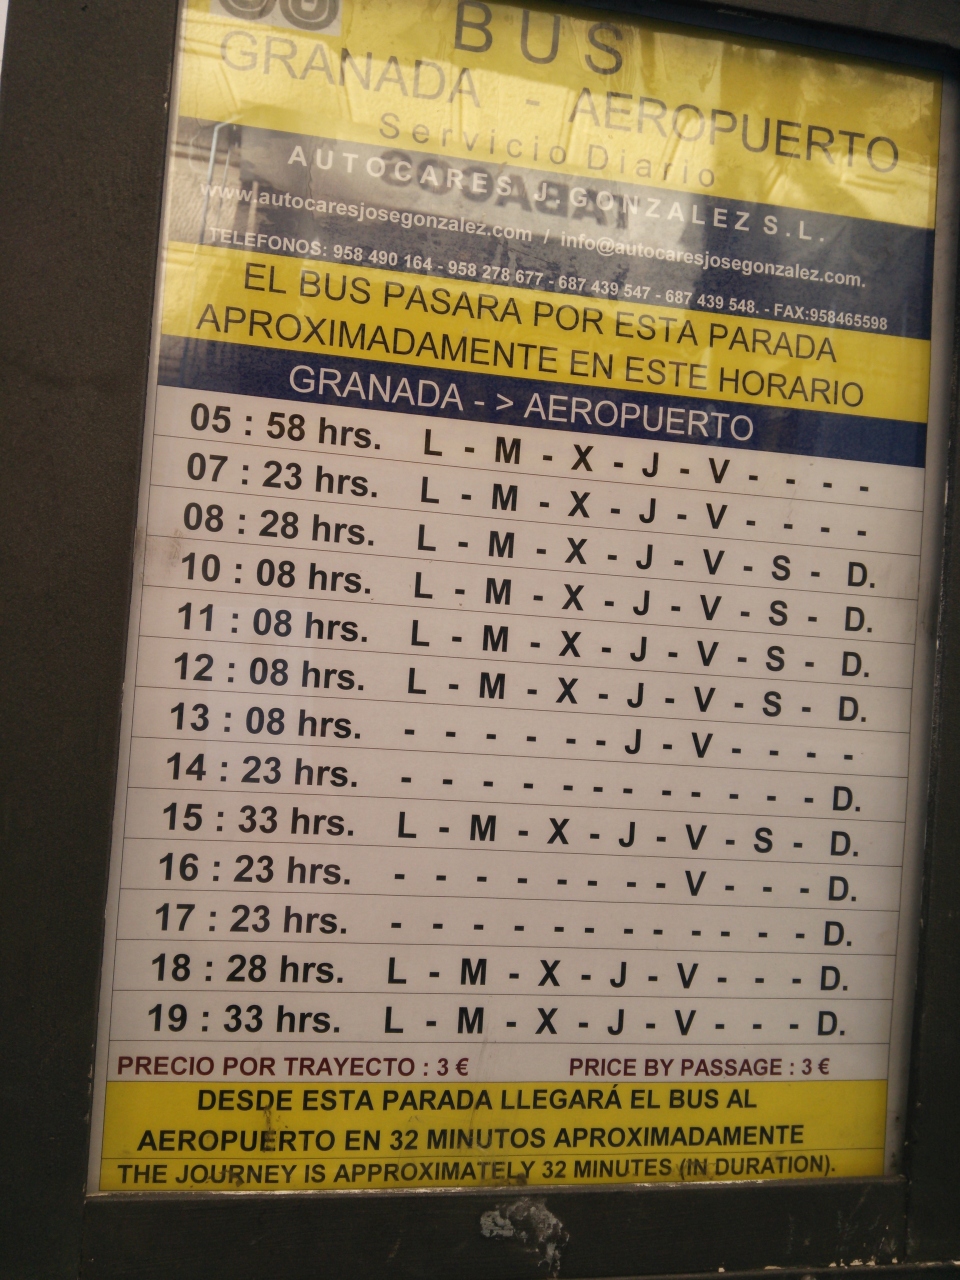 BUS
GRANADA - AEROPUERTO
Servicio Diario
AUTOCARES J. GONZALEZ S.L.
www.autocaresjosegonzalez.com / info@autocaresjosegonzalez.com.
TELEFONOS: 958 490 164 - 958 278 677 - 687 439 547 - 687 439 548. - FAX:958465598
EL BUS PASARA POR ESTA PARADA
APROXIMADAMENTE EN ESTE HORARIO
GRANADA - > AEROPUERTO
05 : 58 hrs. L - M - X - J - V - - - -
07 : 23 hrs. L - M - X - J - V - - - -
08 : 28 hrs. L - M - X - J - V - S - D.
10 : 08 hrs. L - M - X - J - V - S - D.
11 : 08 hrs. L - M - X - J - V - S - D.
12 : 08 hrs. L - M - X - J - V - S - D.
13 : 08 hrs. - - - - - - J - V - - - -
14 : 23 hrs. - - - - - - - - - - - - D.
15 : 33 hrs. L - M - X - J - V - S - D.
16 : 23 hrs. - - - - - - - - V - - - D.
17 : 23 hrs. - - - - - - - - - - - - D.
18 : 28 hrs. L - M - X - J - V - - - D.
19 : 33 hrs. L - M - X - J - V - - - D.
PRECIO POR TRAYECTO : 3 € PRICE BY PASSAGE : 3 €
DESDE ESTA PARADA LLEGARÁ EL BUS AL
AEROPUERTO EN 32 MINUTOS APROXIMADAMENTE
THE JOURNEY IS APPROXIMATELY 32 MINUTES (IN DURATION).